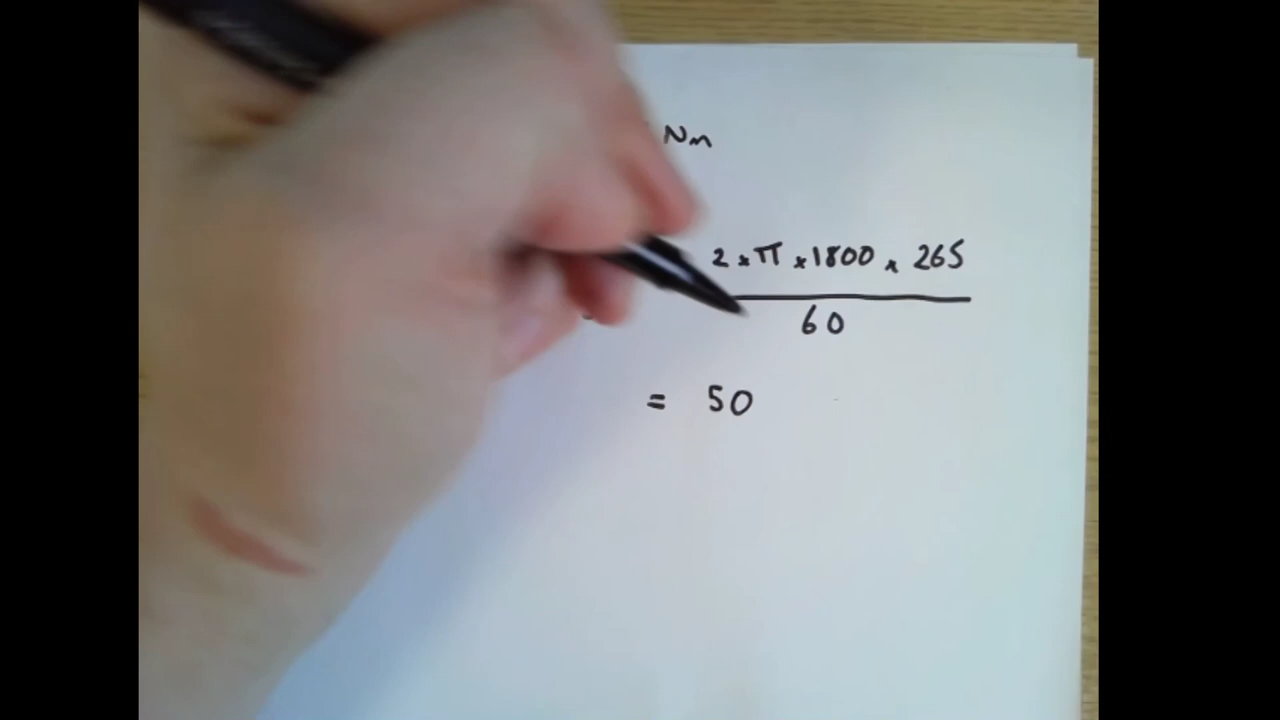 Nm
2 × π × 1800 × 265
60
= 50